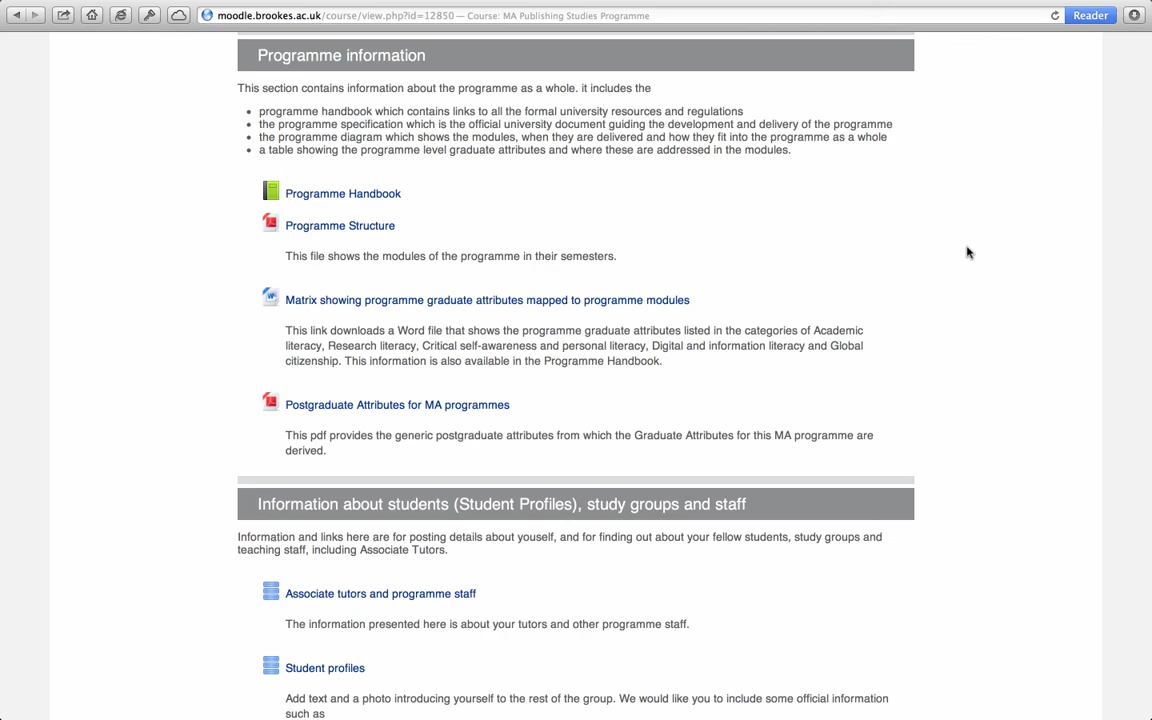 moodle.brookes.ac.uk/course/view.php?id=12850 — Course: MA Publishing Studies Programme
Reader
Programme information
This section contains information about the programme as a whole. it includes the
programme handbook which contains links to all the formal university resources and regulations
the programme specification which is the official university document guiding the development and delivery of the programme
the programme diagram which shows the modules, when they are delivered and how they fit into the programme as a whole
a table showing the programme level graduate attributes and where these are addressed in the modules.
Programme Handbook
Programme Structure
This file shows the modules of the programme in their semesters.
Matrix showing programme graduate attributes mapped to programme modules
This link downloads a Word file that shows the programme graduate attributes listed in the categories of Academic
literacy, Research literacy, Critical self-awareness and personal literacy, Digital and information literacy and Global
citizenship. This information is also available in the Programme Handbook.
Postgraduate Attributes for MA programmes
This pdf provides the generic postgraduate attributes from which the Graduate Attributes for this MA programme are
derived.
Information about students (Student Profiles), study groups and staff
Information and links here are for posting details about youself, and for finding out about your fellow students, study groups and
teaching staff, including Associate Tutors.
Associate tutors and programme staff
The information presented here is about your tutors and other programme staff.
Student profiles
Add text and a photo introducing yourself to the rest of the group. We would like you to include some official information
such as